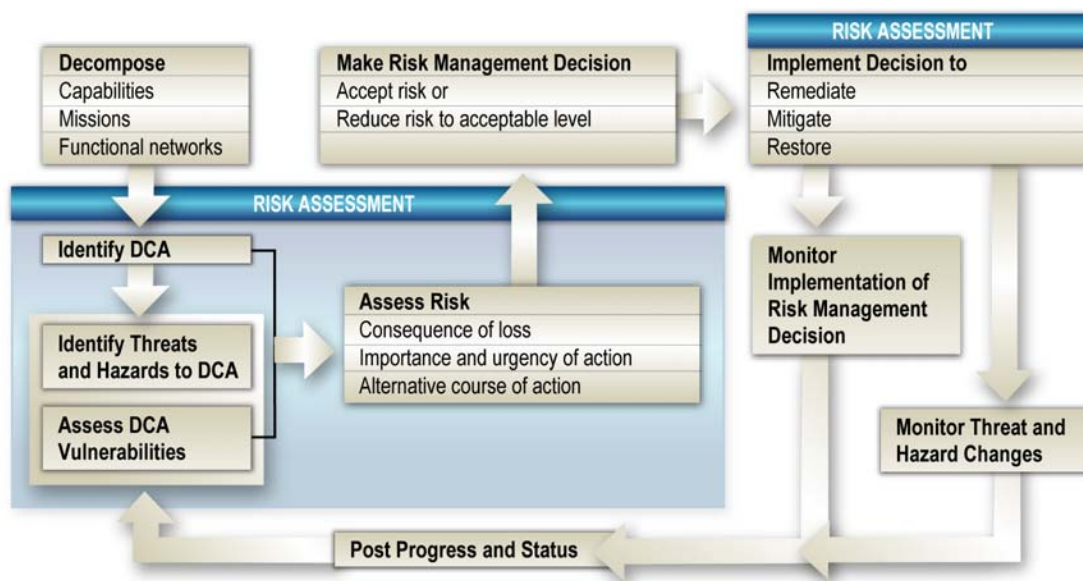 Decompose
Capabilities
Missions
Functional networks
Make Risk Management Decision
Accept risk or
Reduce risk to acceptable level
RISK ASSESSMENT
Implement Decision to
Remediate
Mitigate
Restore
RISK ASSESSMENT
Identify DCA
Identify Threats
and Hazards to DCA
Assess DCA
Vulnerabilities
Assess Risk
Consequence of loss
Importance and urgency of action
Alternative course of action
Monitor
Implementation of
Risk Management
Decision
Monitor Threat and
Hazard Changes
Post Progress and Status